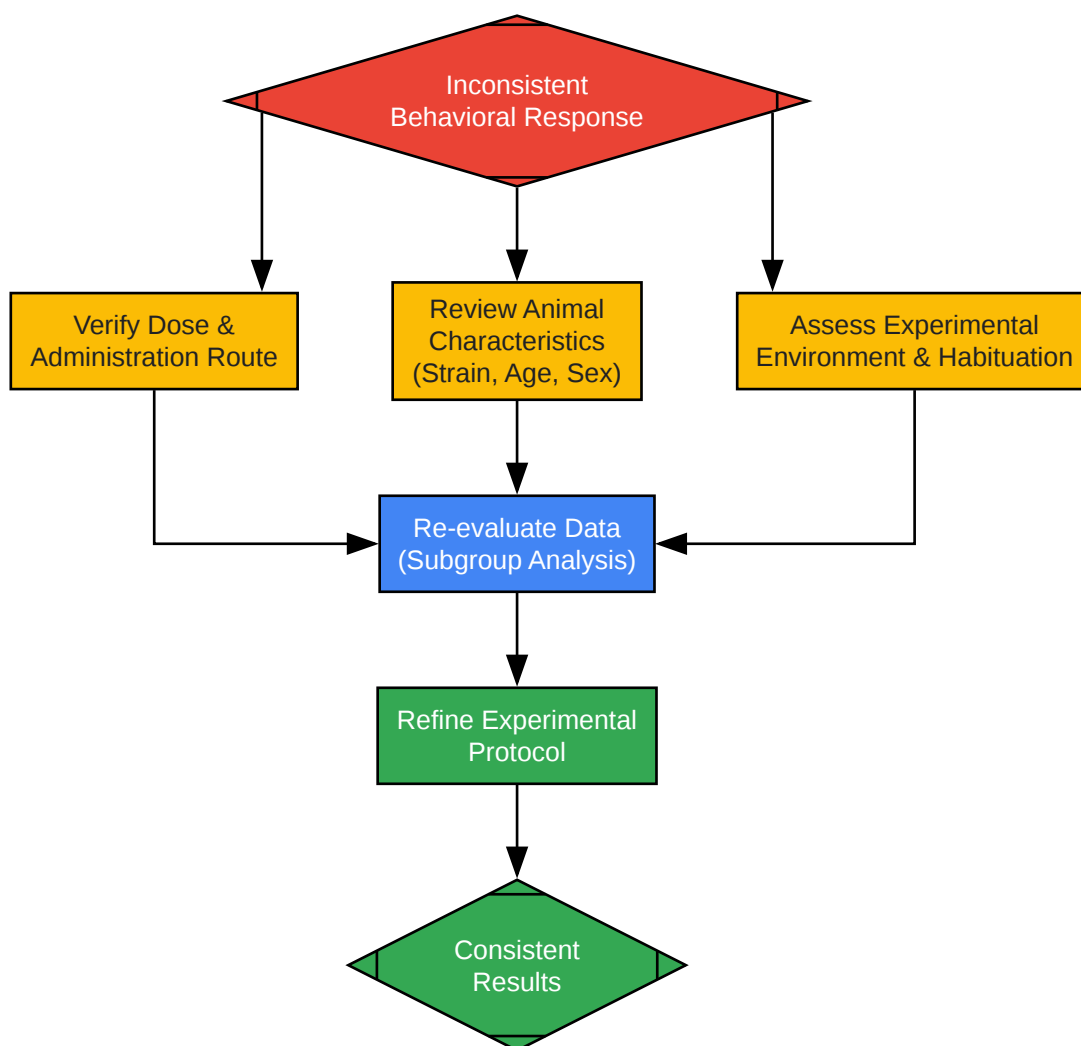 Inconsistent
Behavioral Response
Verify Dose &
Administration Route
Review Animal
Characteristics
(Strain, Age, Sex)
Assess Experimental
Environment & Habituation
Re-evaluate Data
(Subgroup Analysis)
Refine Experimental
Protocol
Consistent
Results